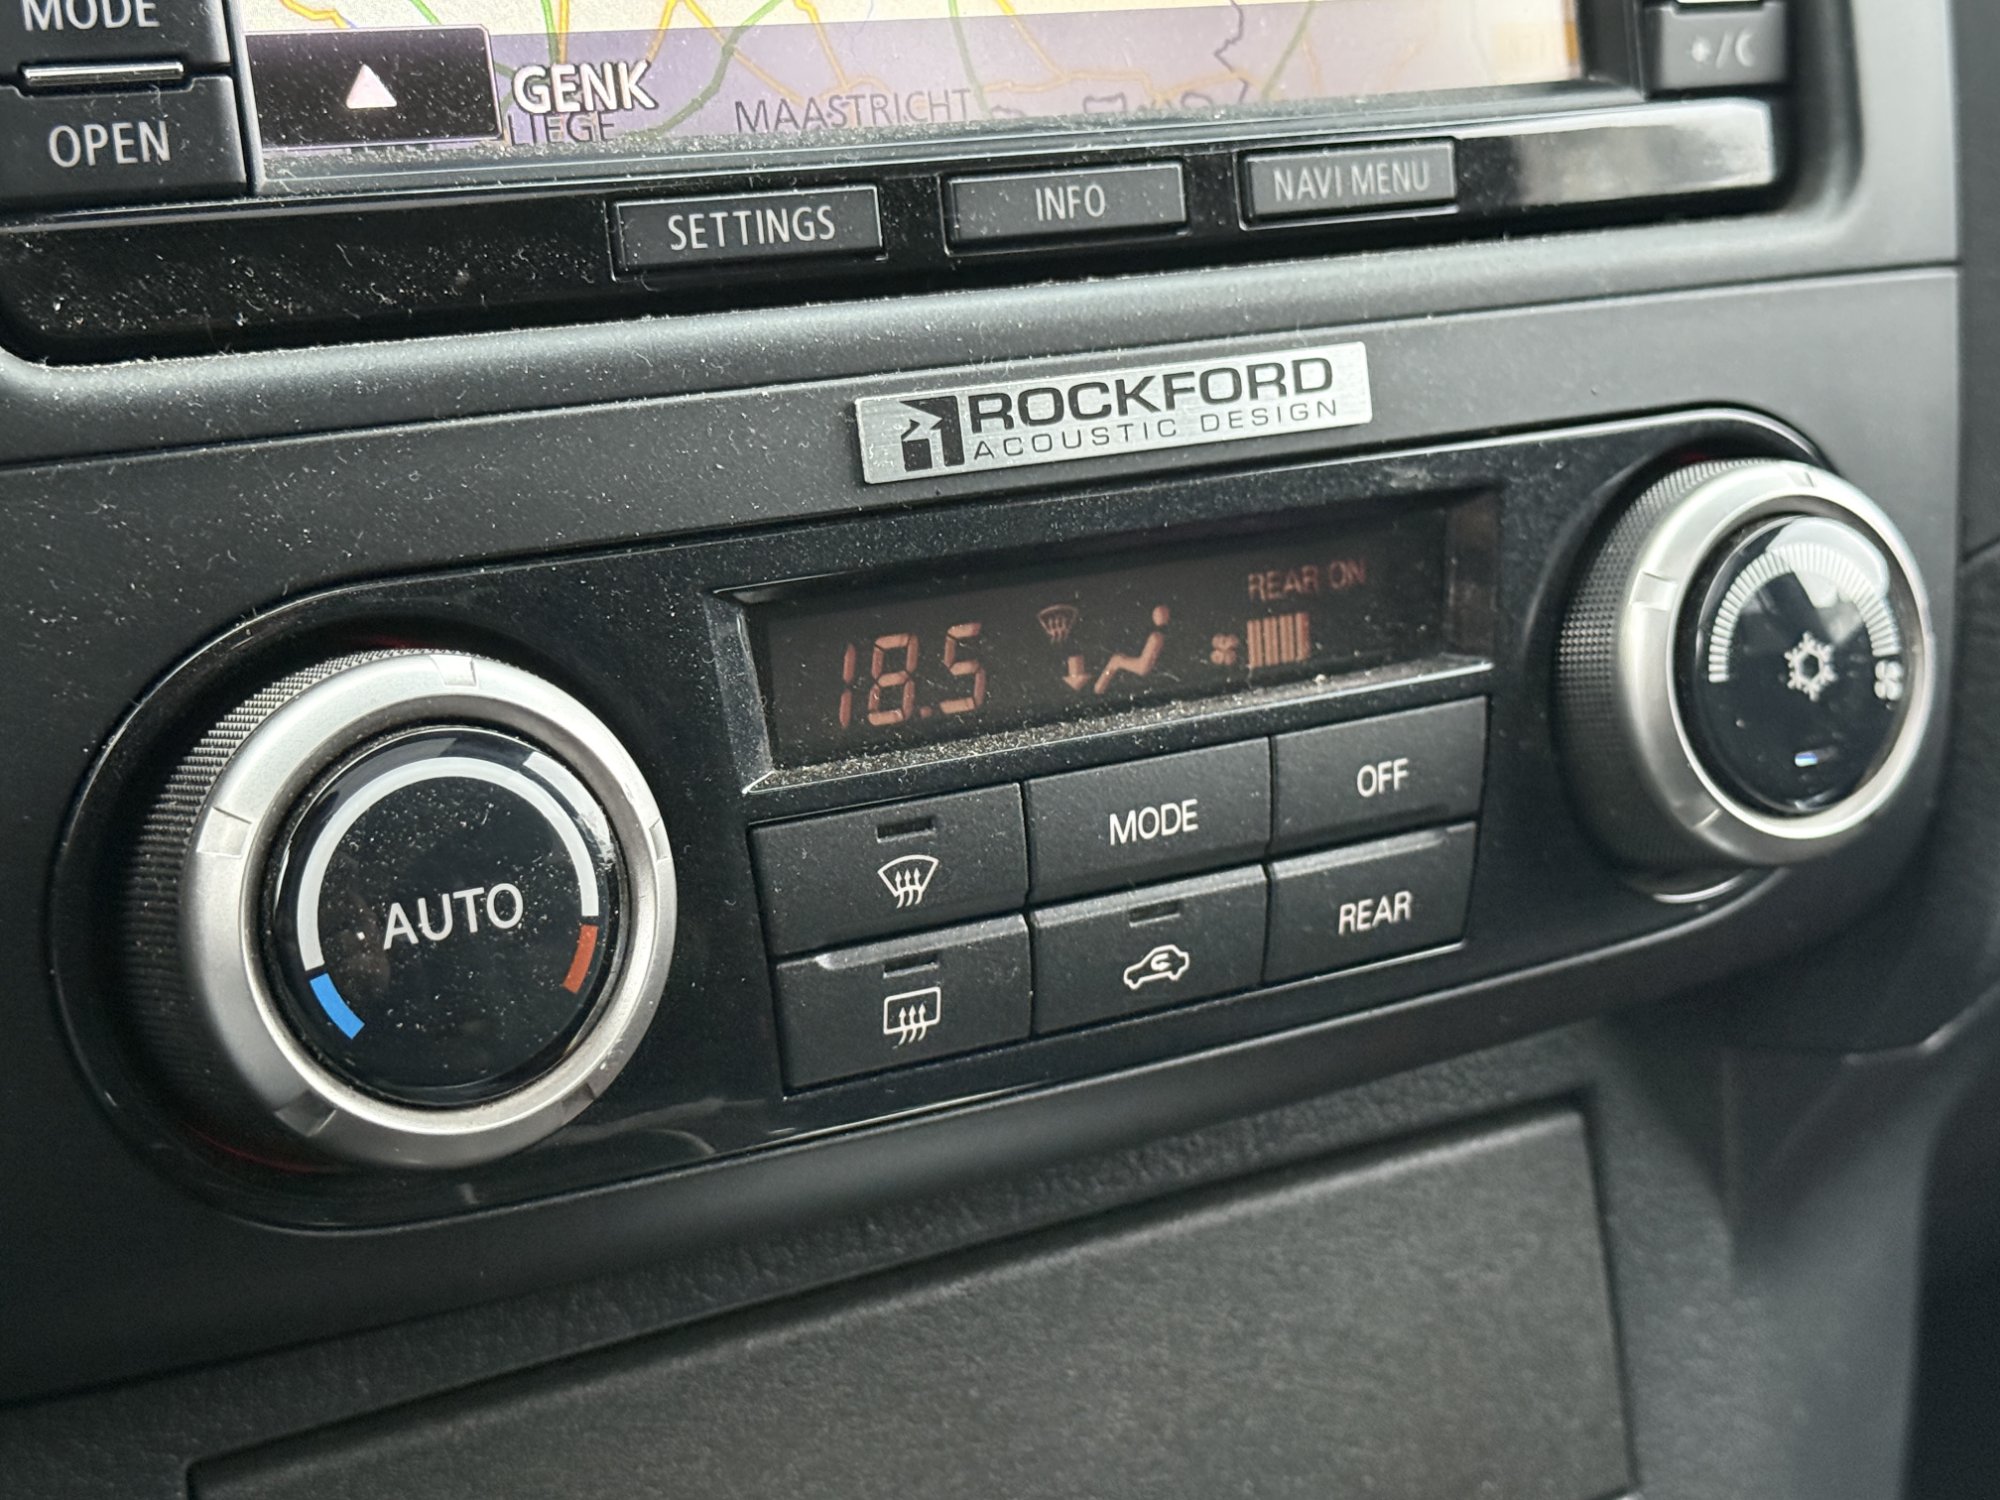 MODE
OPEN
GENK
LIEGE
MAASTRICHT
SETTINGS
INFO
NAVI MENU
ROCKFORD
ACOUSTIC DESIGN
REAR ON
18.5
AUTO
MODE
OFF
REAR